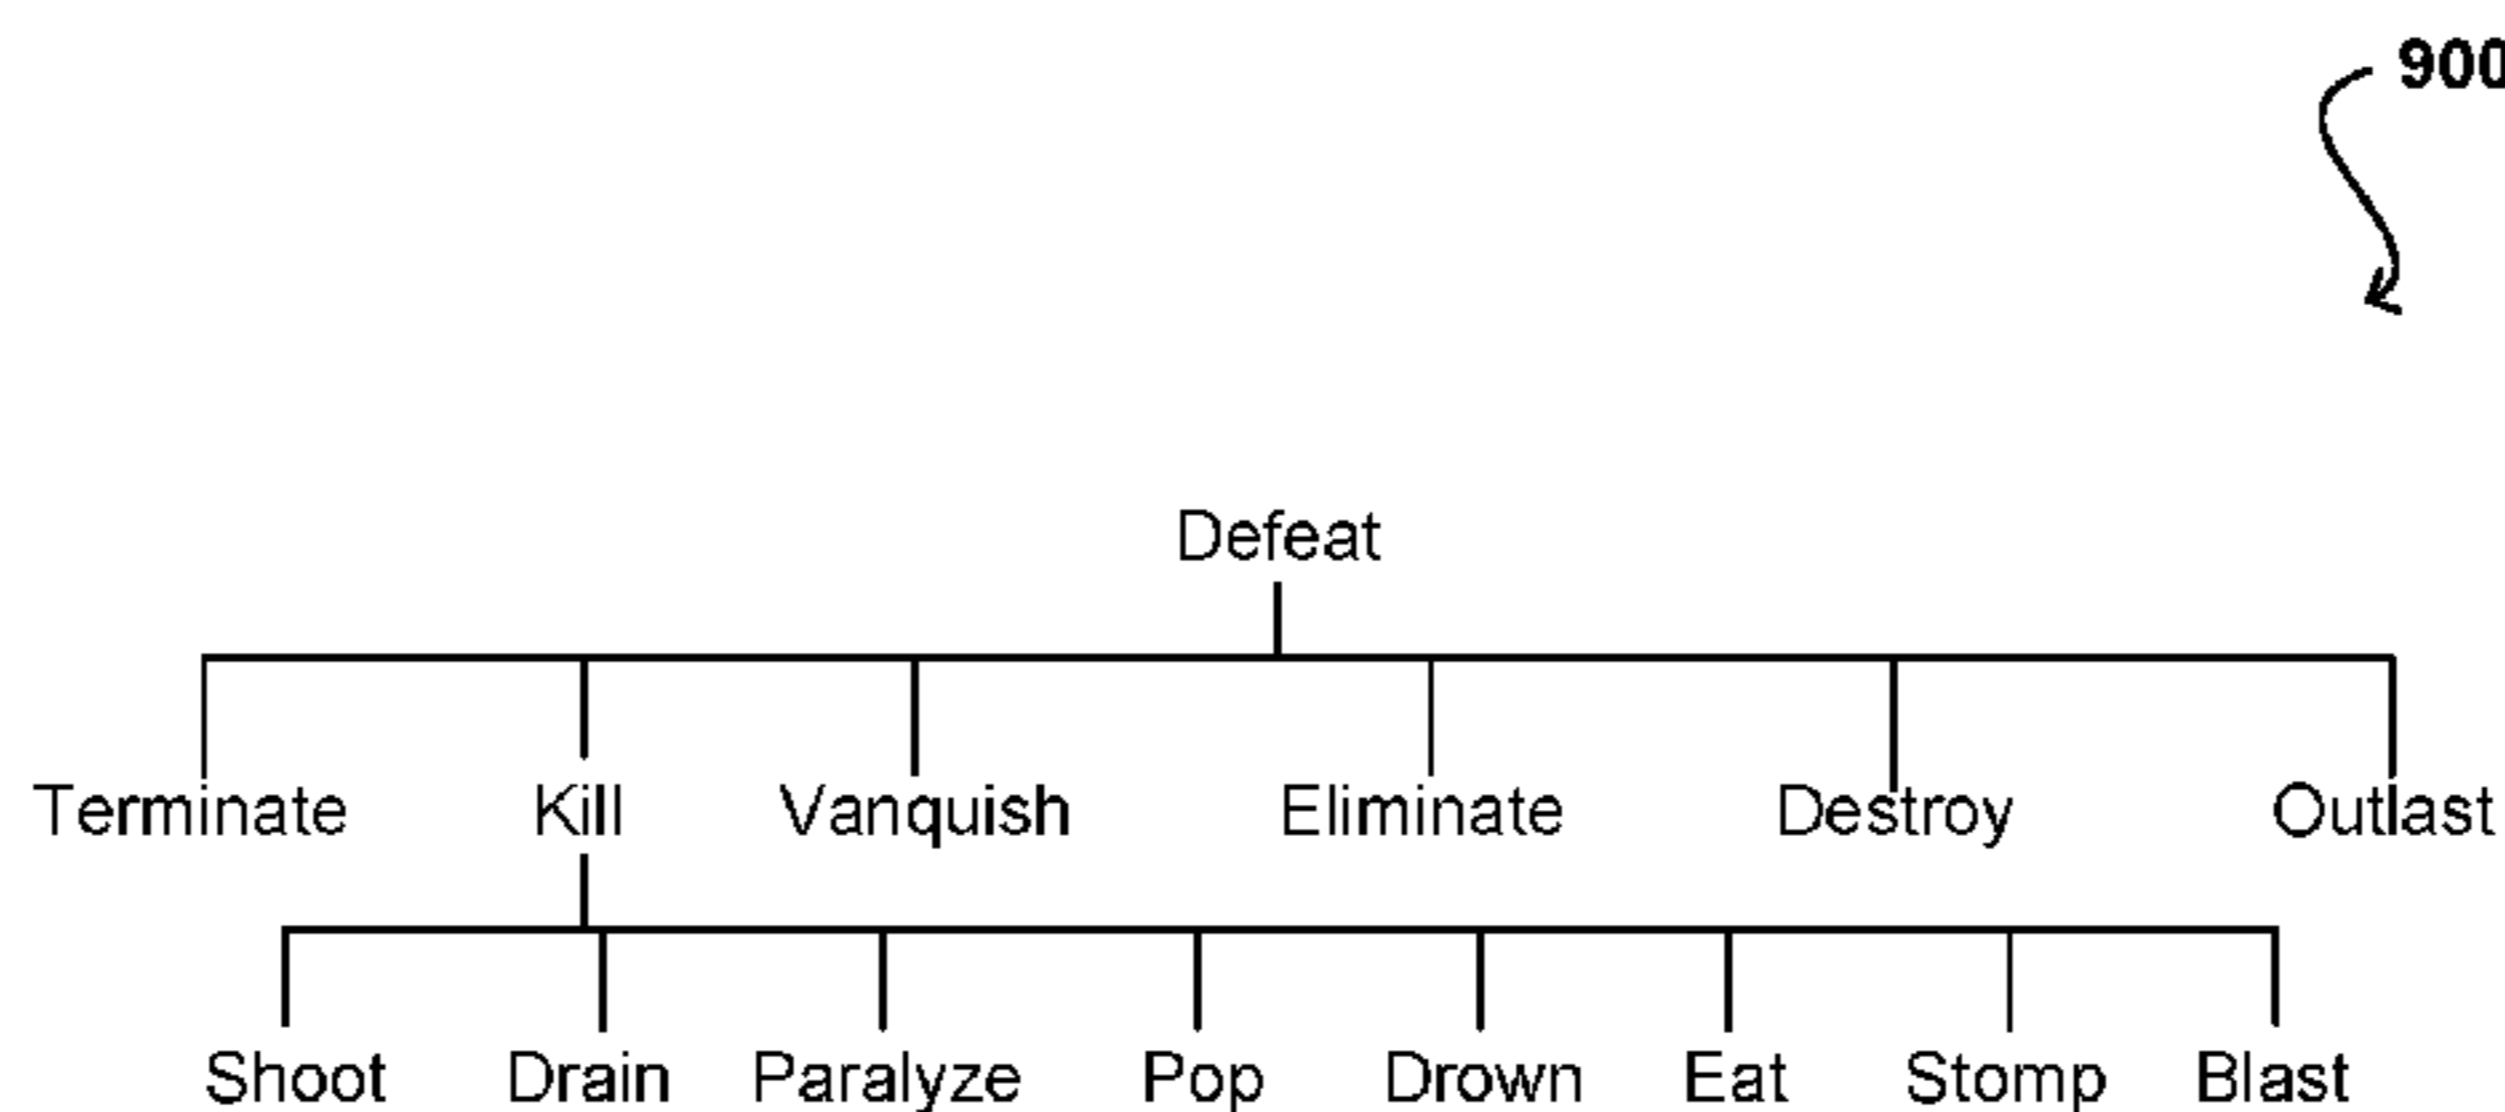 900
Defeat
Terminate Kill Vanquish Eliminate Destroy Outlast
Shoot Drain Paralyze Pop Drown Eat Stomp Blast